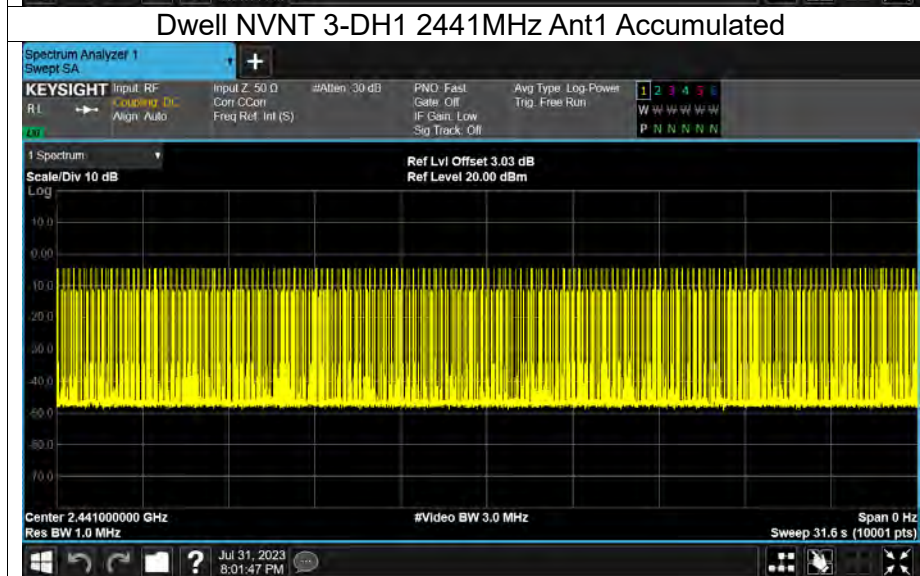 Dwell NVNT 3-DH1 2441MHz Ant1 Accumulated
Spectrum Analyzer 1
Swept SA
+
KEYSIGHT Input: RF Input Z: 50 Ω #Atten: 30 dB PNO: Fast Avg Type: Log-Power 1 2 3 4 5 6
RL Coupling: DC Corr CCorr Gate: Off Trig: Free Run W W W W W W
Align: Auto Freq Ref: Int (S) IF Gain: Low
Sig Track: Off P N N N N N
1 Spectrum
Ref Lvl Offset 3.03 dB
Scale/Div 10 dB Ref Level 20.00 dBm
Log
10.0
0.00
-10.0
-20.0
-30.0
-40.0
-50.0
-60.0
-70.0
Center 2.441000000 GHz #Video BW 3.0 MHz Span 0 Hz
Res BW 1.0 MHz Sweep 31.6 s (10001 pts)
? Jul 31, 2023
8:01:47 PM